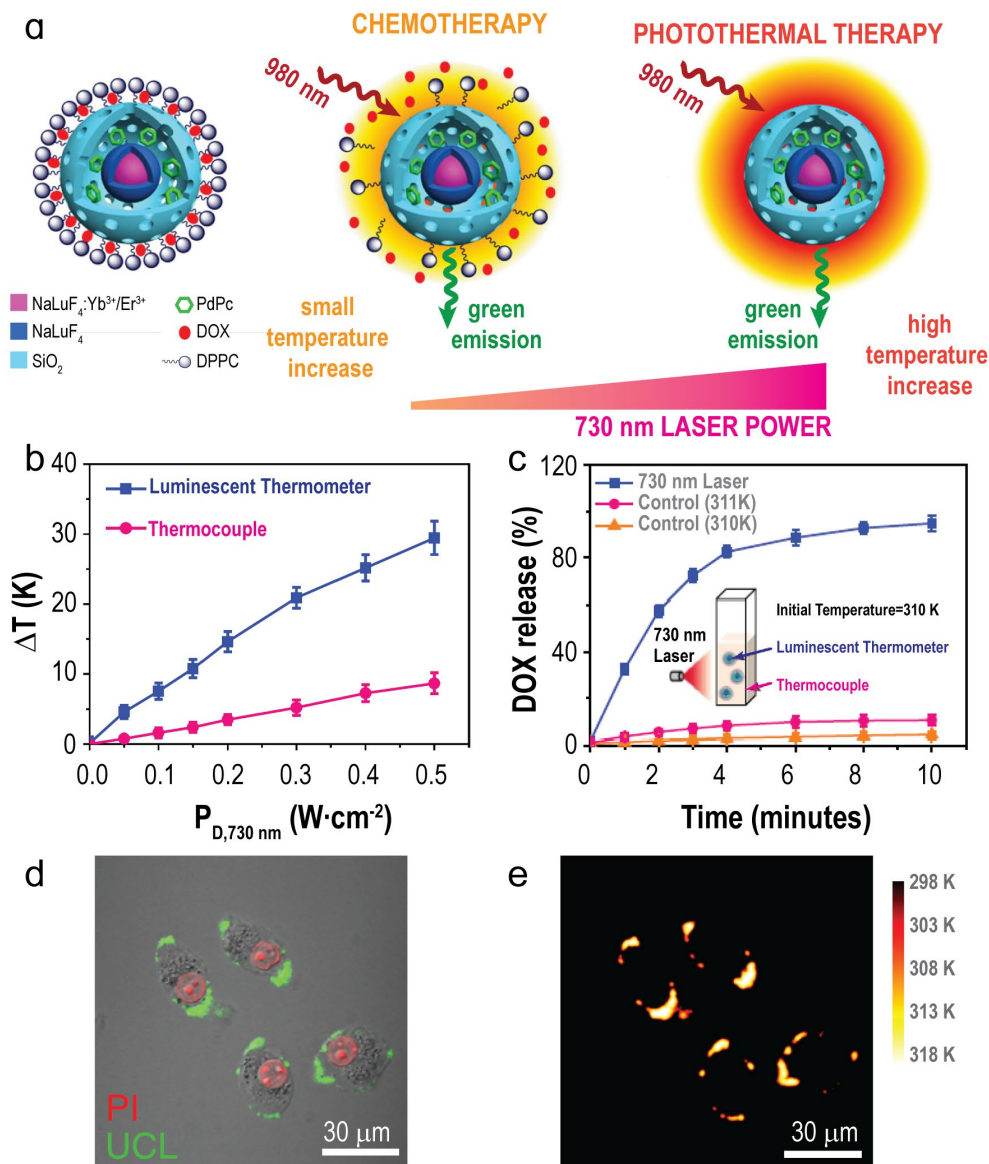 a
CHEMOTHERAPY
PHOTOTHERMAL THERAPY
980 nm
980 nm
NaLuF₄:Yb³⁺/Er³⁺
PdPc
NaLuF₄
DOX
SiO₂
DPPC
small
temperature
increase
green
emission
green
emission
high
temperature
increase
730 nm LASER POWER
b
40
30
20
10
0
ΔT (K)
Luminescent Thermometer
Thermocouple
0.0 0.1 0.2 0.3 0.4 0.5
P_D,730 nm (W·cm⁻²)
c
120
80
40
0
DOX release (%)
730 nm Laser
Control (311K)
Control (310K)
Initial Temperature=310 K
730 nm
Laser
Luminescent Thermometer
Thermocouple
0 2 4 6 8 10
Time (minutes)
d
PI
UCL
30 μm
e
298 K
303 K
308 K
313 K
318 K
30 μm